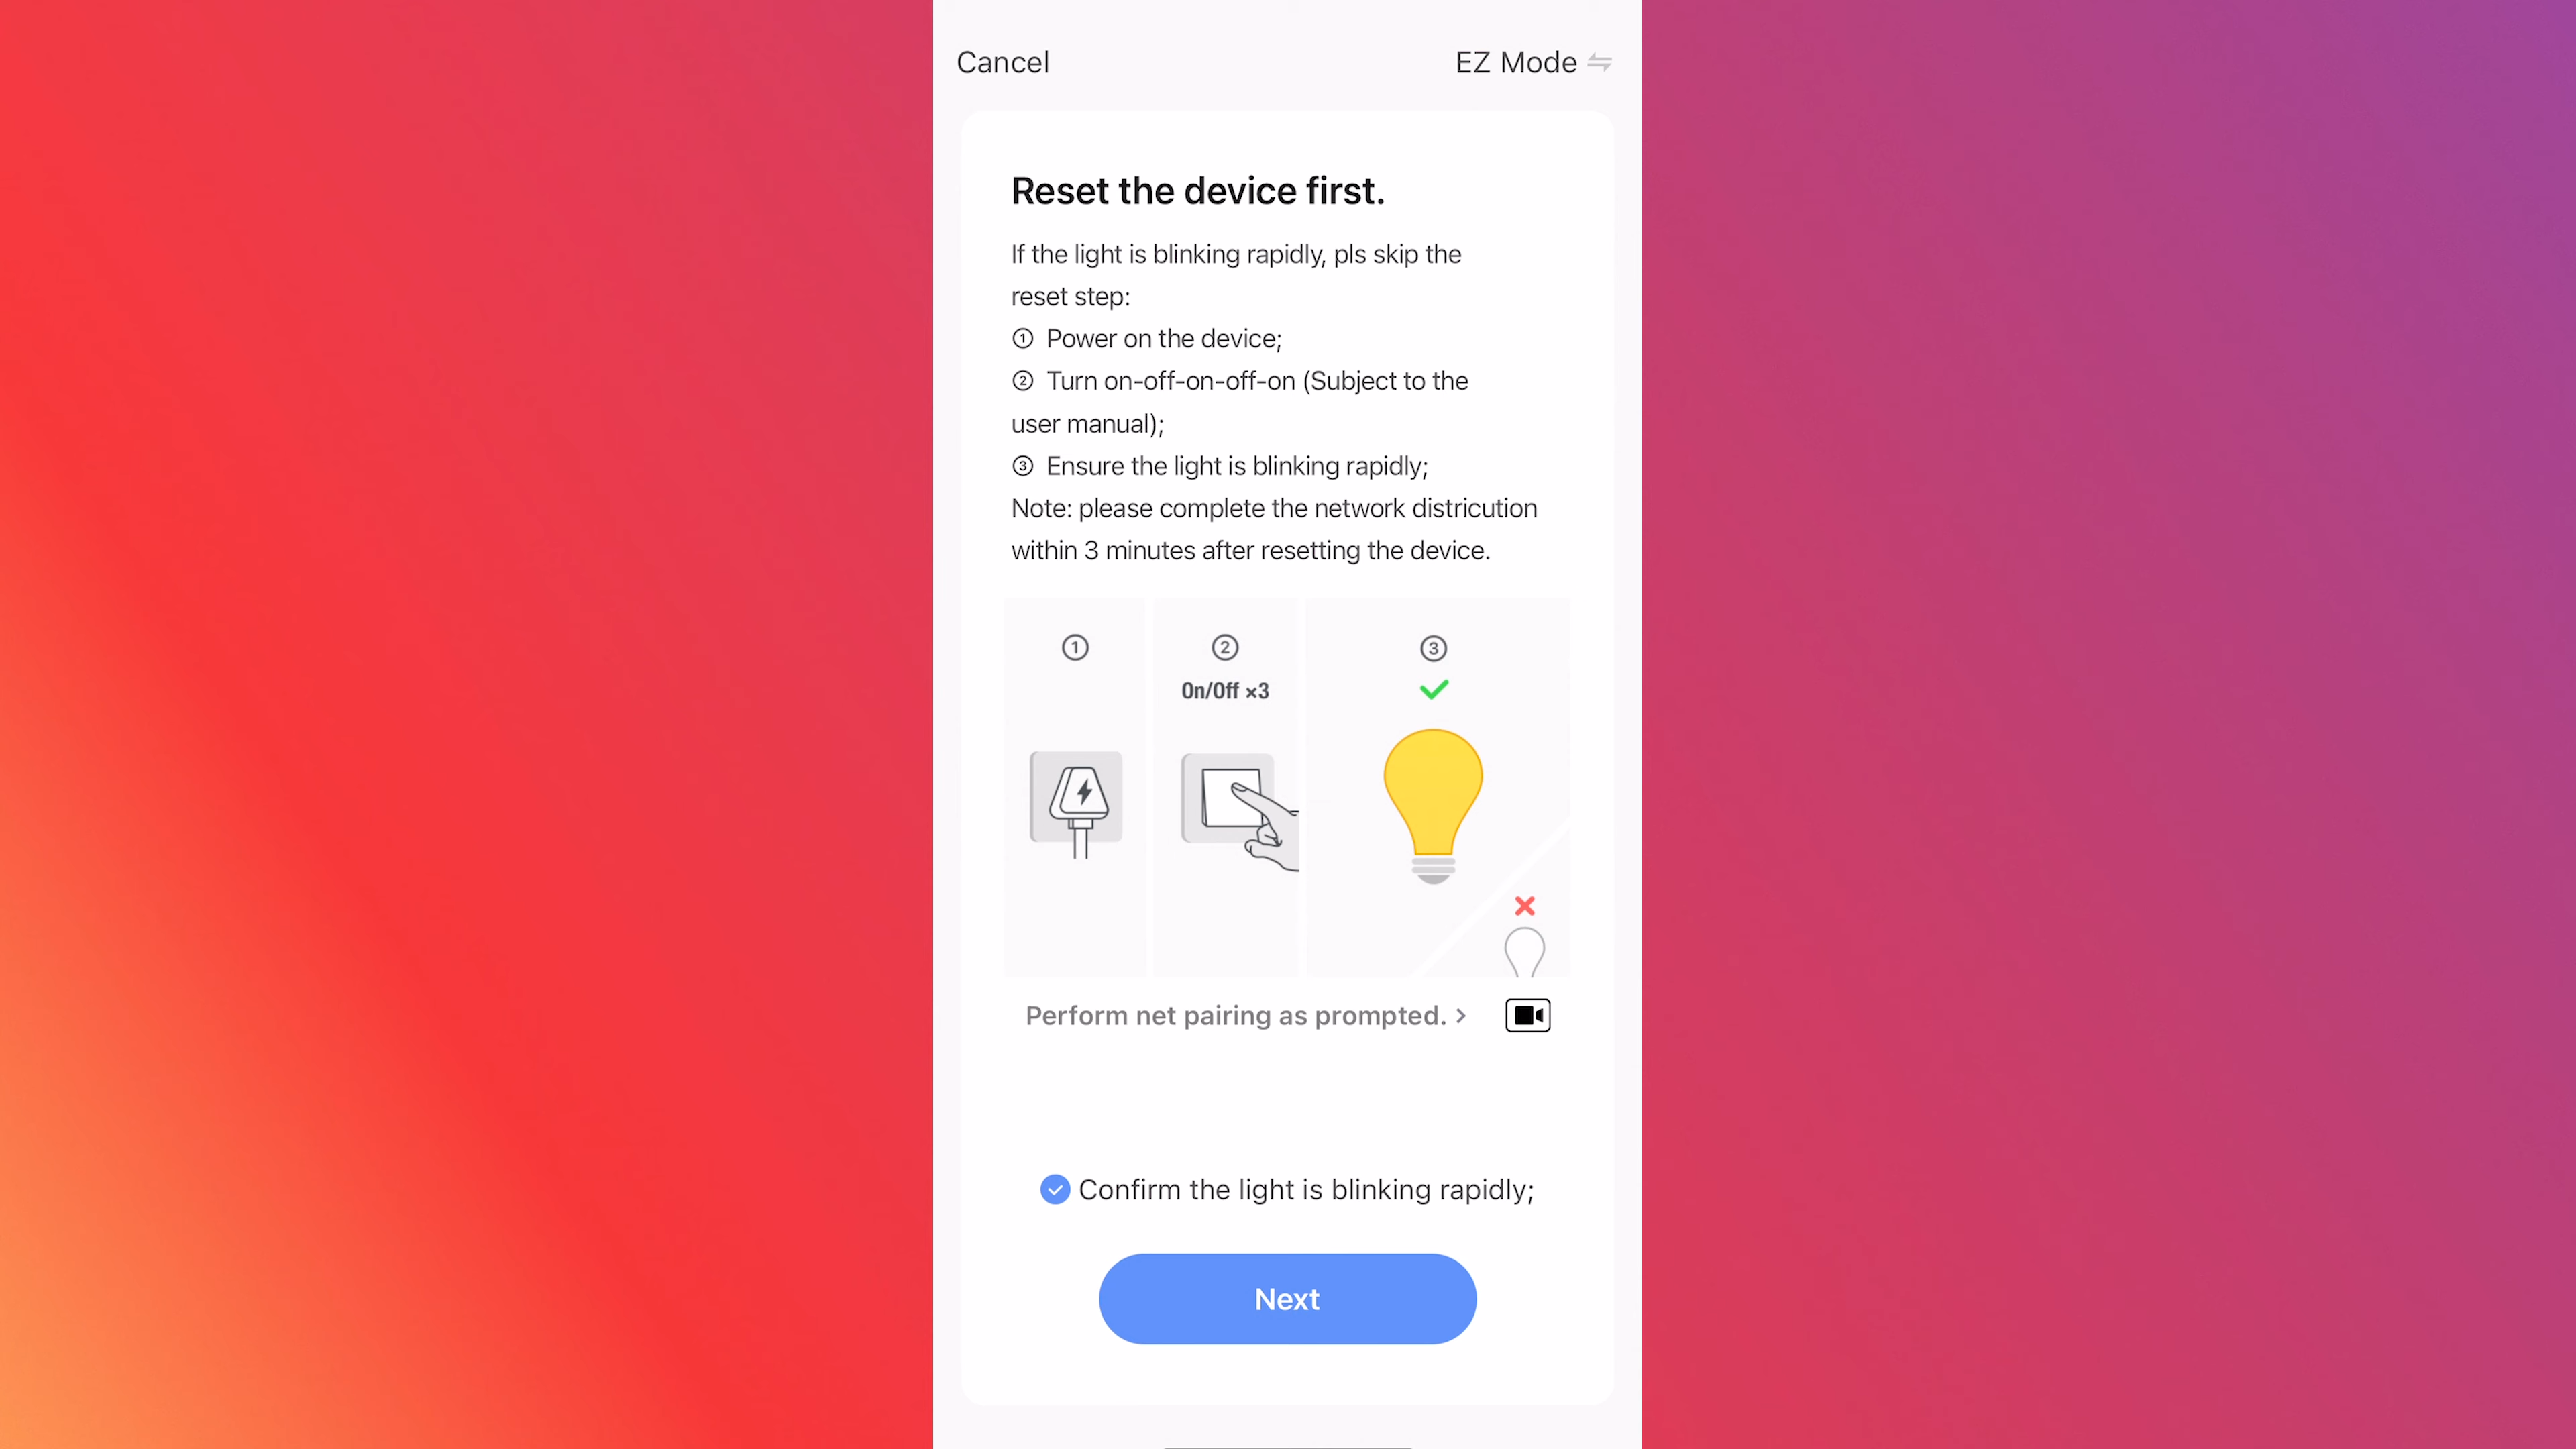 Cancel
EZ Mode
Reset the device first.
If the light is blinking rapidly, pls skip the
reset step:
① Power on the device;
② Turn on-off-on-off-on (Subject to the
user manual);
③ Ensure the light is blinking rapidly;
Note: please complete the network districution
within 3 minutes after resetting the device.
①
②
③
On/Off ×3
Perform net pairing as prompted. >
Confirm the light is blinking rapidly;
Next